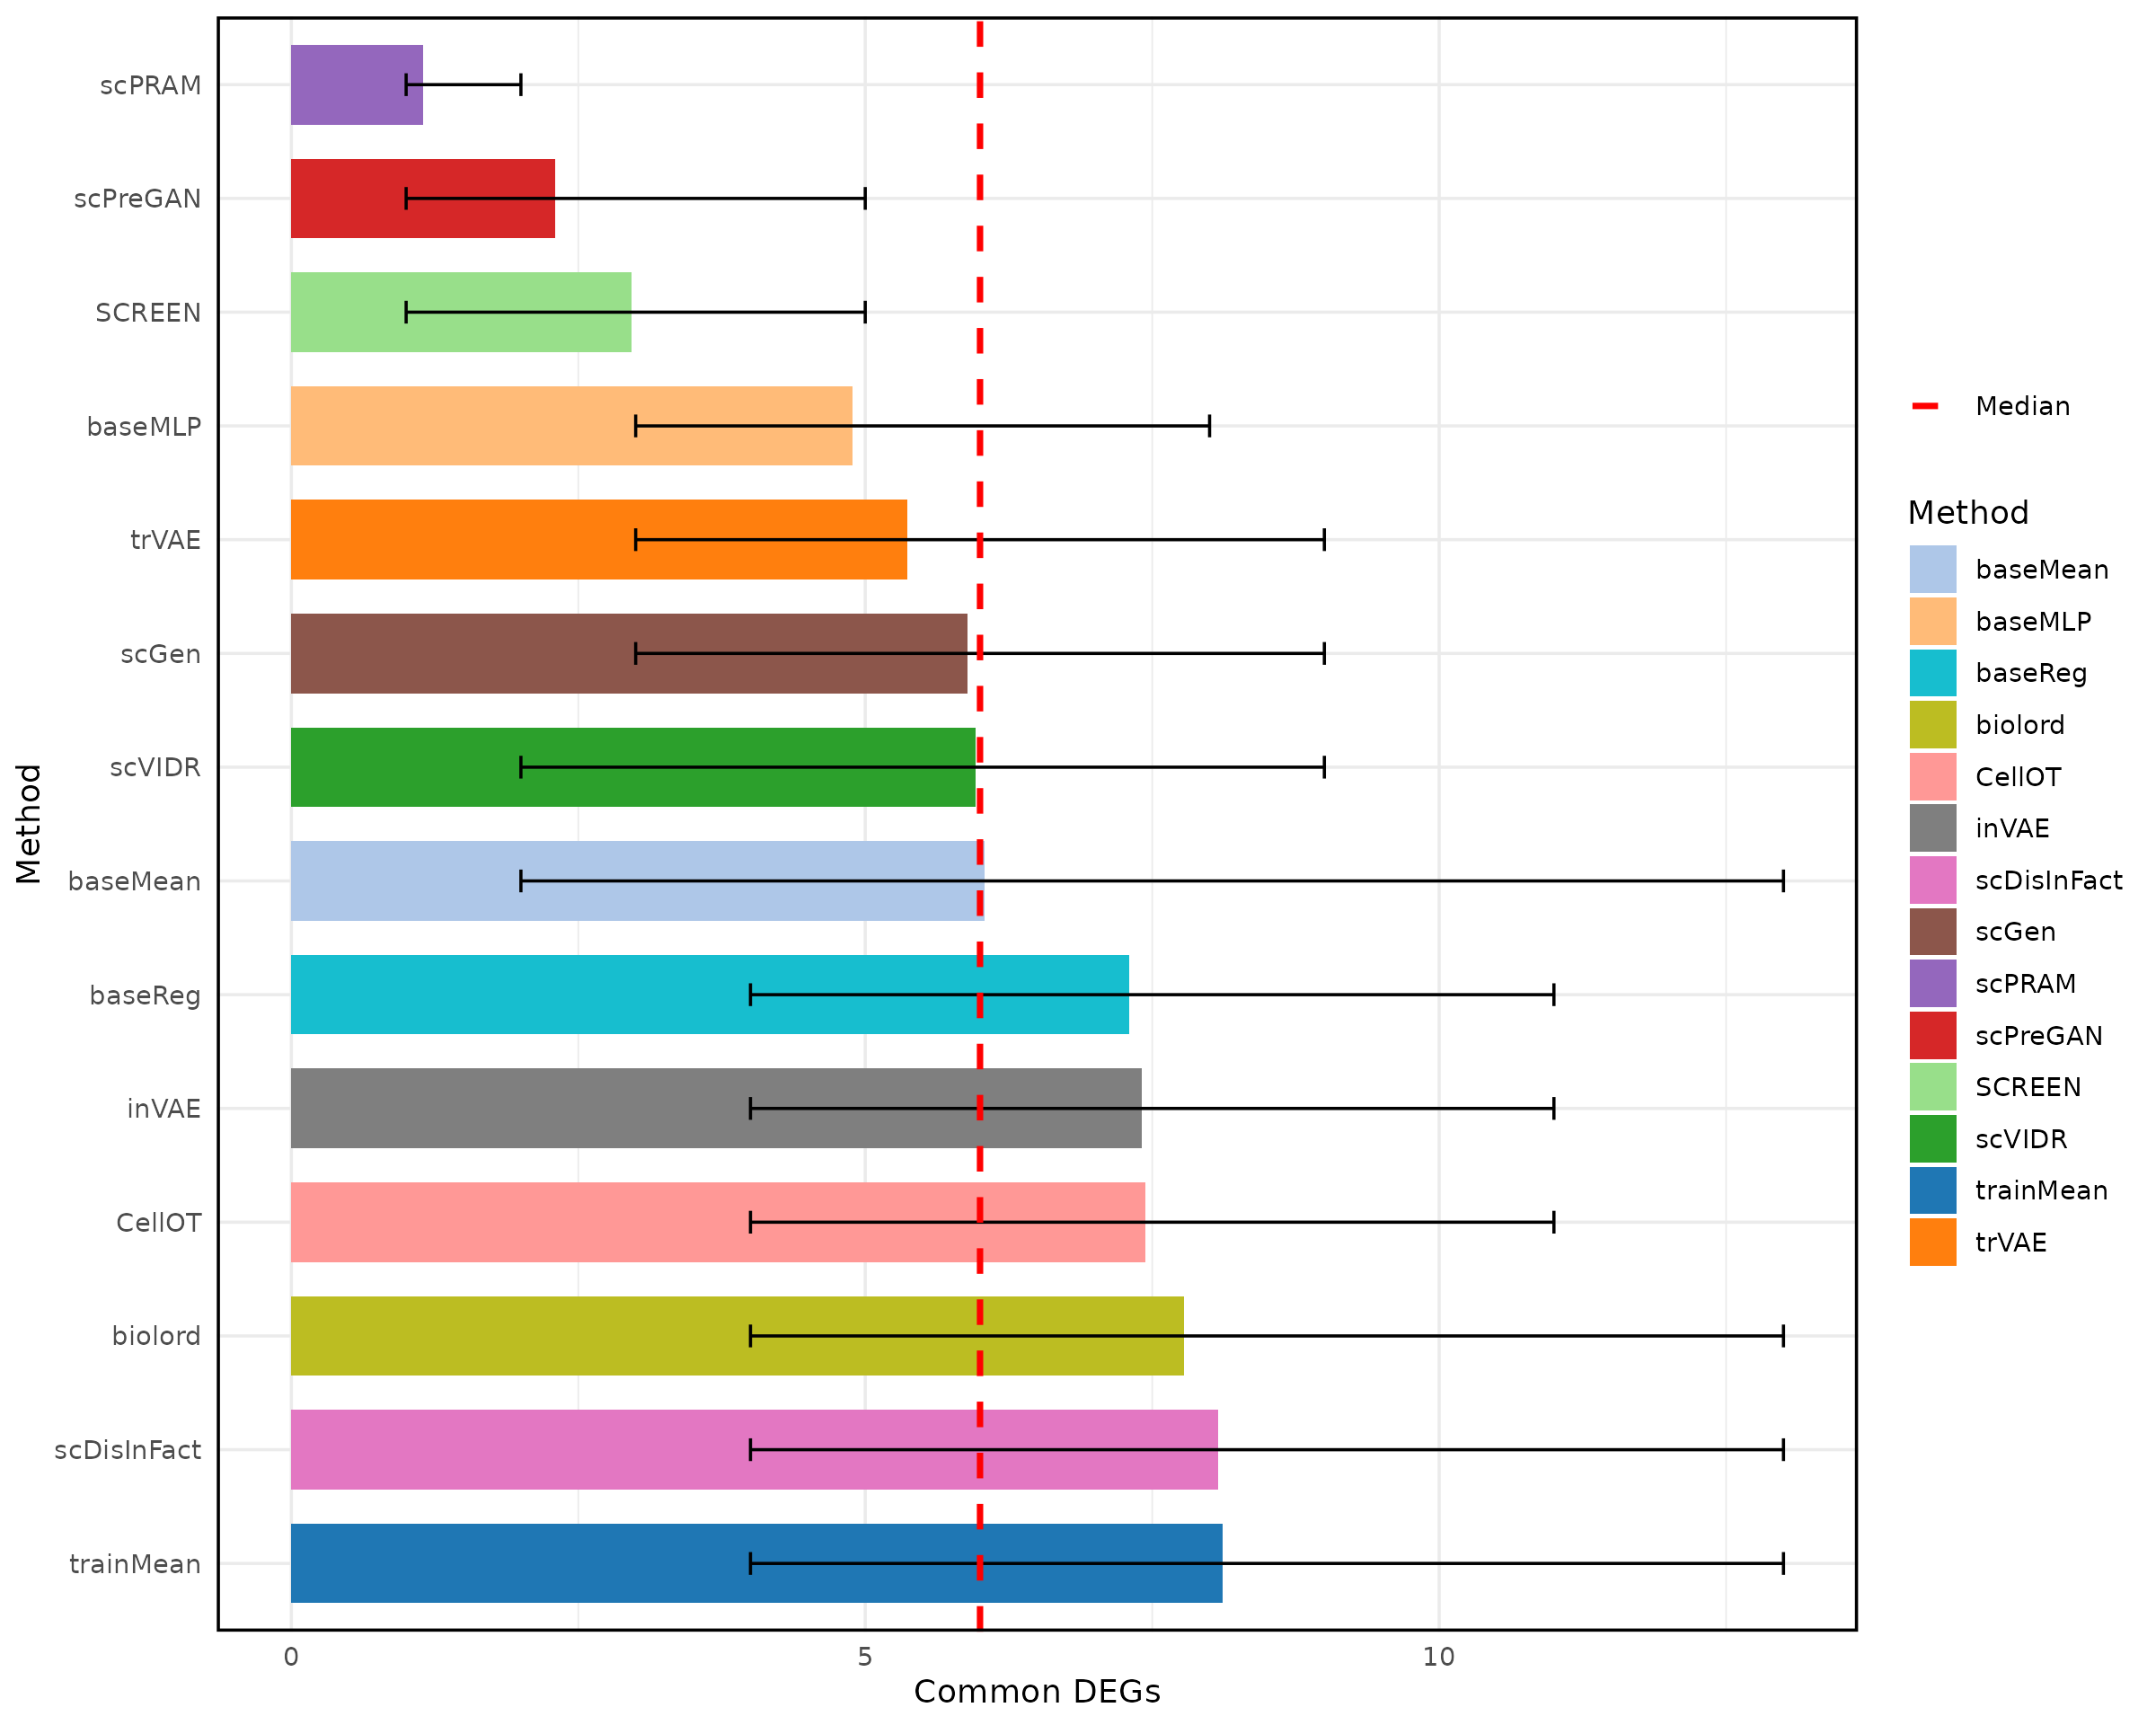 Method
scPRAM
scPreGAN
SCREEN
baseMLP
trVAE
scGen
scVIDR
baseMean
baseReg
inVAE
CellOT
biolord
scDisInFact
trainMean
0 5 10
Common DEGs
Median
Method
baseMean
baseMLP
baseReg
biolord
CellOT
inVAE
scDisInFact
scGen
scPRAM
scPreGAN
SCREEN
scVIDR
trainMean
trVAE